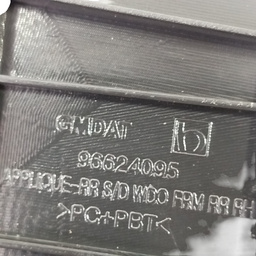 GMDAT
96624095
APPLIQUE-RR S/D WDO FRM RR RH
>PC+PBT<